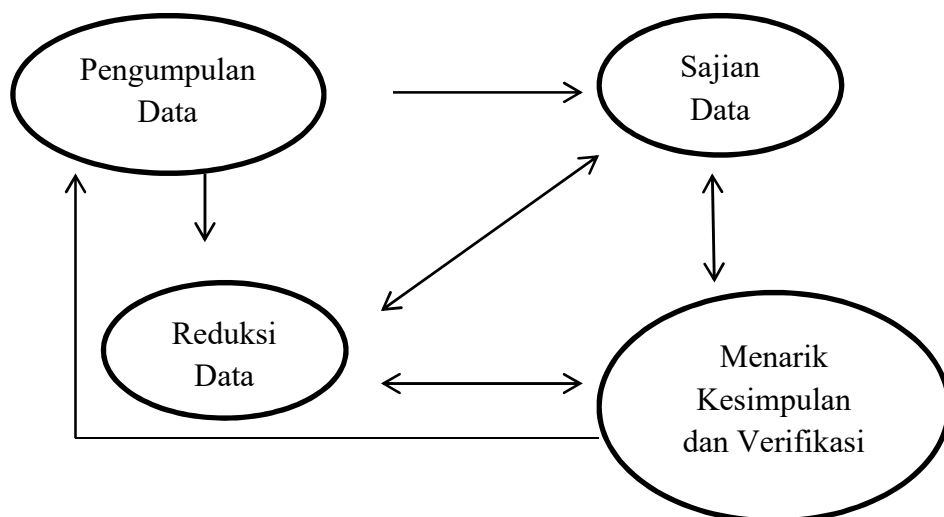 Pengumpulan
Data
Sajian
Data
Reduksi
Data
Menarik
Kesimpulan
dan Verifikasi